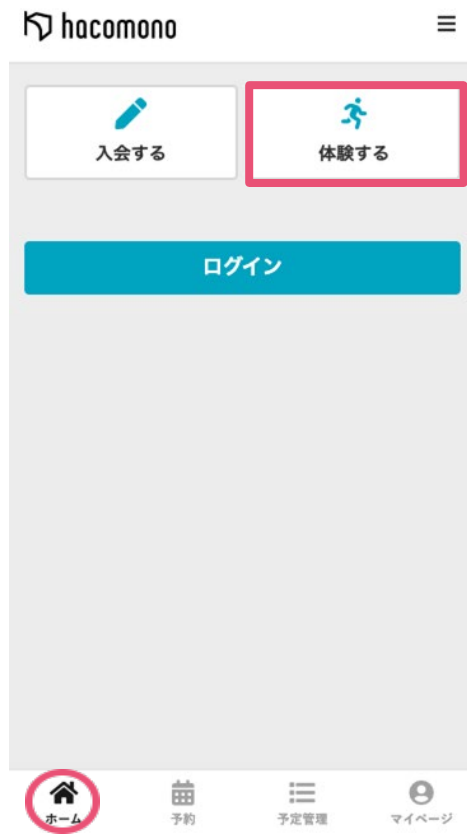 hacomono
入会する
体験する
ログイン
ホーム
予約
予定管理
マイページ